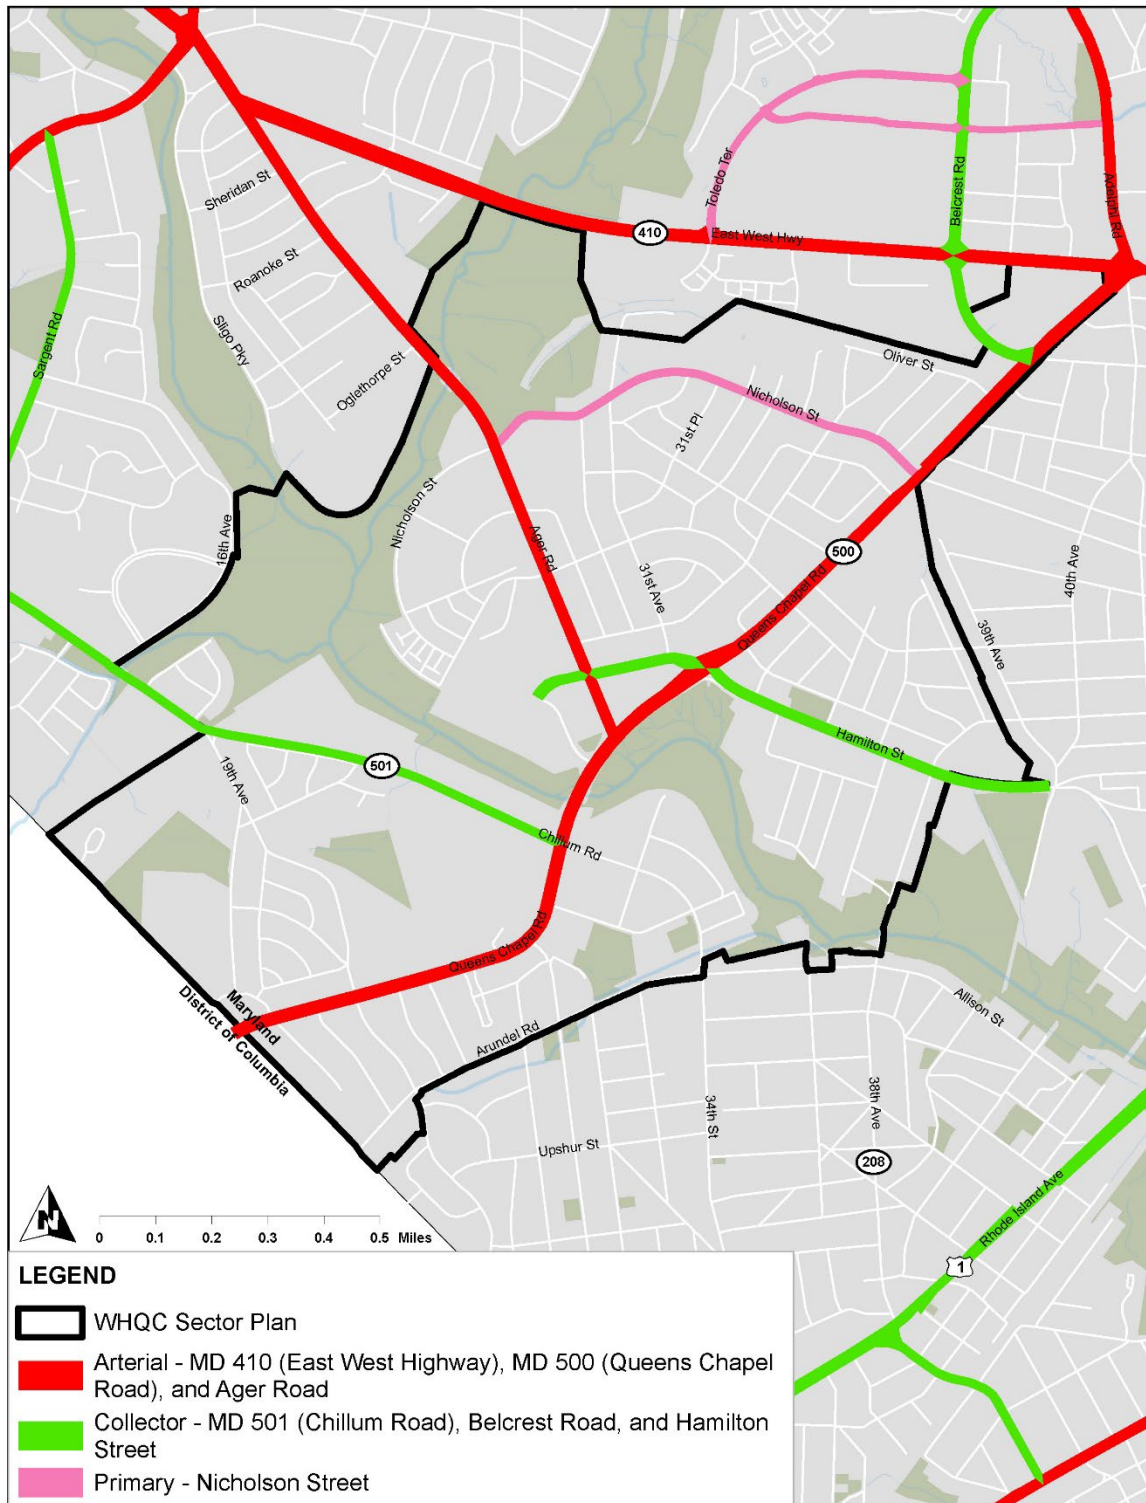 Sheridan St
Roanoke St
Sligo Pky
Oglethorpe St
Sargent Rd
Toledo Ter
Belcrest Rd
Adelphi Rd
410
East West Hwy
Oliver St
Nicholson St
31st Pl
Nicholson St
16th Ave
Ager Rd
31st Ave
500
Queens Chapel Rd
40th Ave
39th Ave
Hamilton St
19th Ave
501
Chillum Rd
Queens Chapel Rd
Maryland
District of Columbia
Arundel Rd
Allison St
Upshur St
34th St
38th Ave
208
Rhode Island Ave
1
N
0 0.1 0.2 0.3 0.4 0.5 Miles
LEGEND
WHQC Sector Plan
Arterial - MD 410 (East West Highway), MD 500 (Queens Chapel
Road), and Ager Road
Collector - MD 501 (Chillum Road), Belcrest Road, and Hamilton
Street
Primary - Nicholson Street